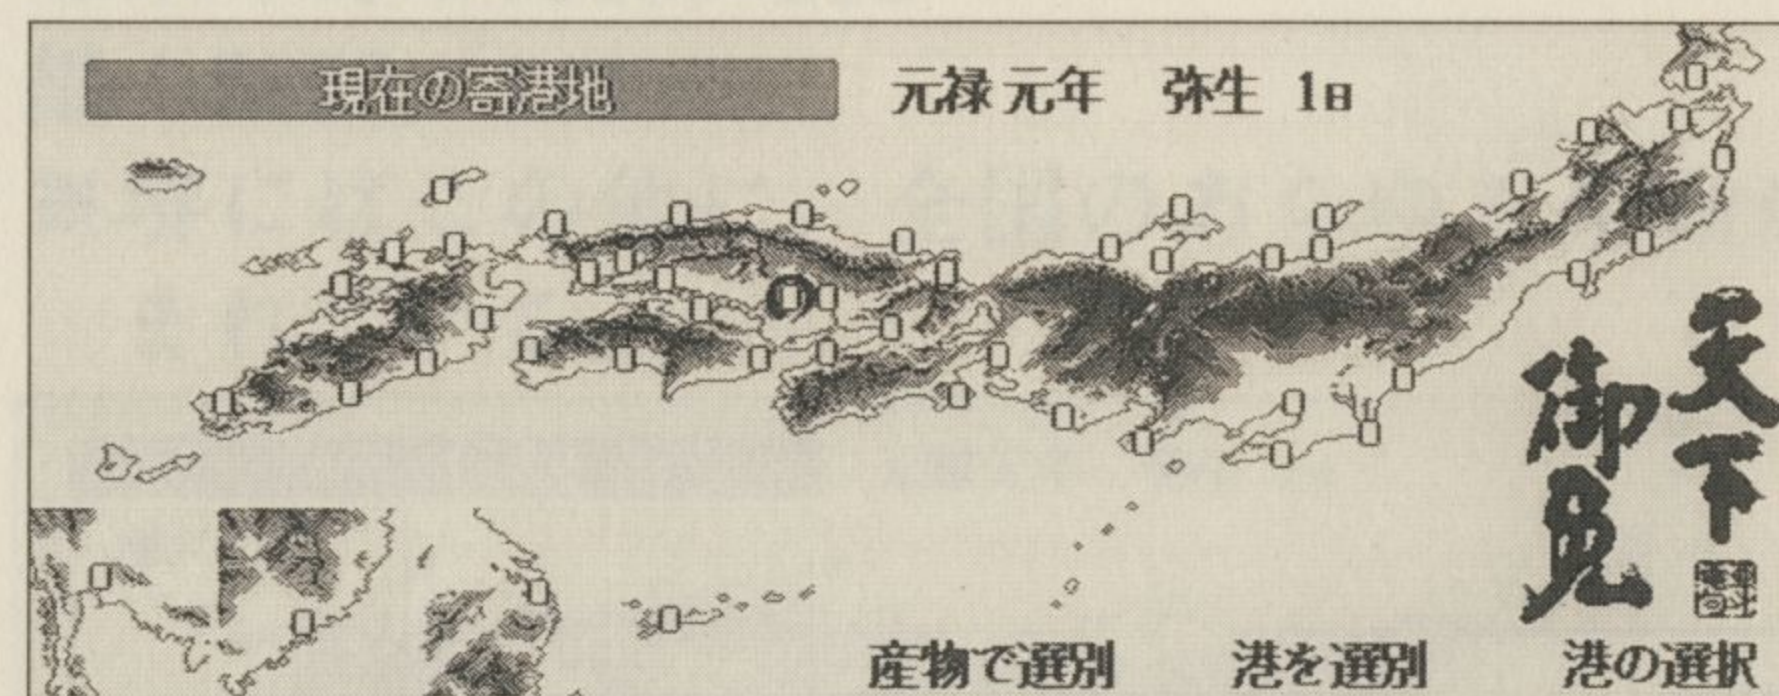 現在の寄港地
元禄元年 弥生 1日
天下
御免
産物で選別 港を選別 港の選択